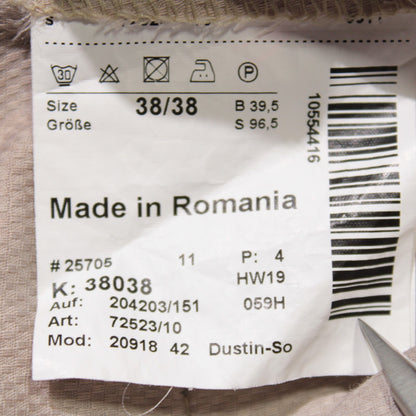 30
P
Size 38/38 B 39,5
Größe S 96,5
10554416
Made in Romania
# 25705 11 P: 4
K: 38038 HW19
Auf: 204203/151 059H
Art: 72523/10
Mod: 20918 42 Dustin-So